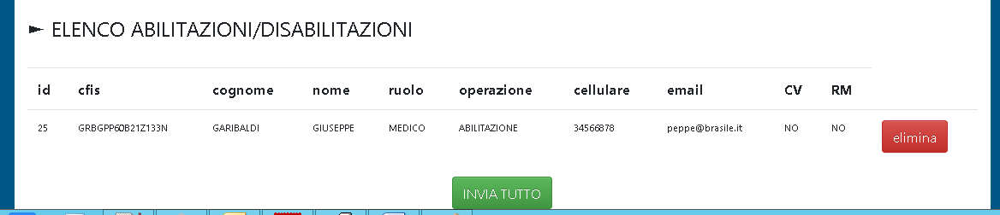 ► ELENCO ABILITAZIONI/DISABILITAZIONI
id cfis cognome nome ruolo operazione cellulare email CV RM
25 GRBGPP60B21Z133N GARIBALDI GIUSEPPE MEDICO ABILITAZIONE 34566878 peppe@brasile.it NO NO elimina
INVIA TUTTO